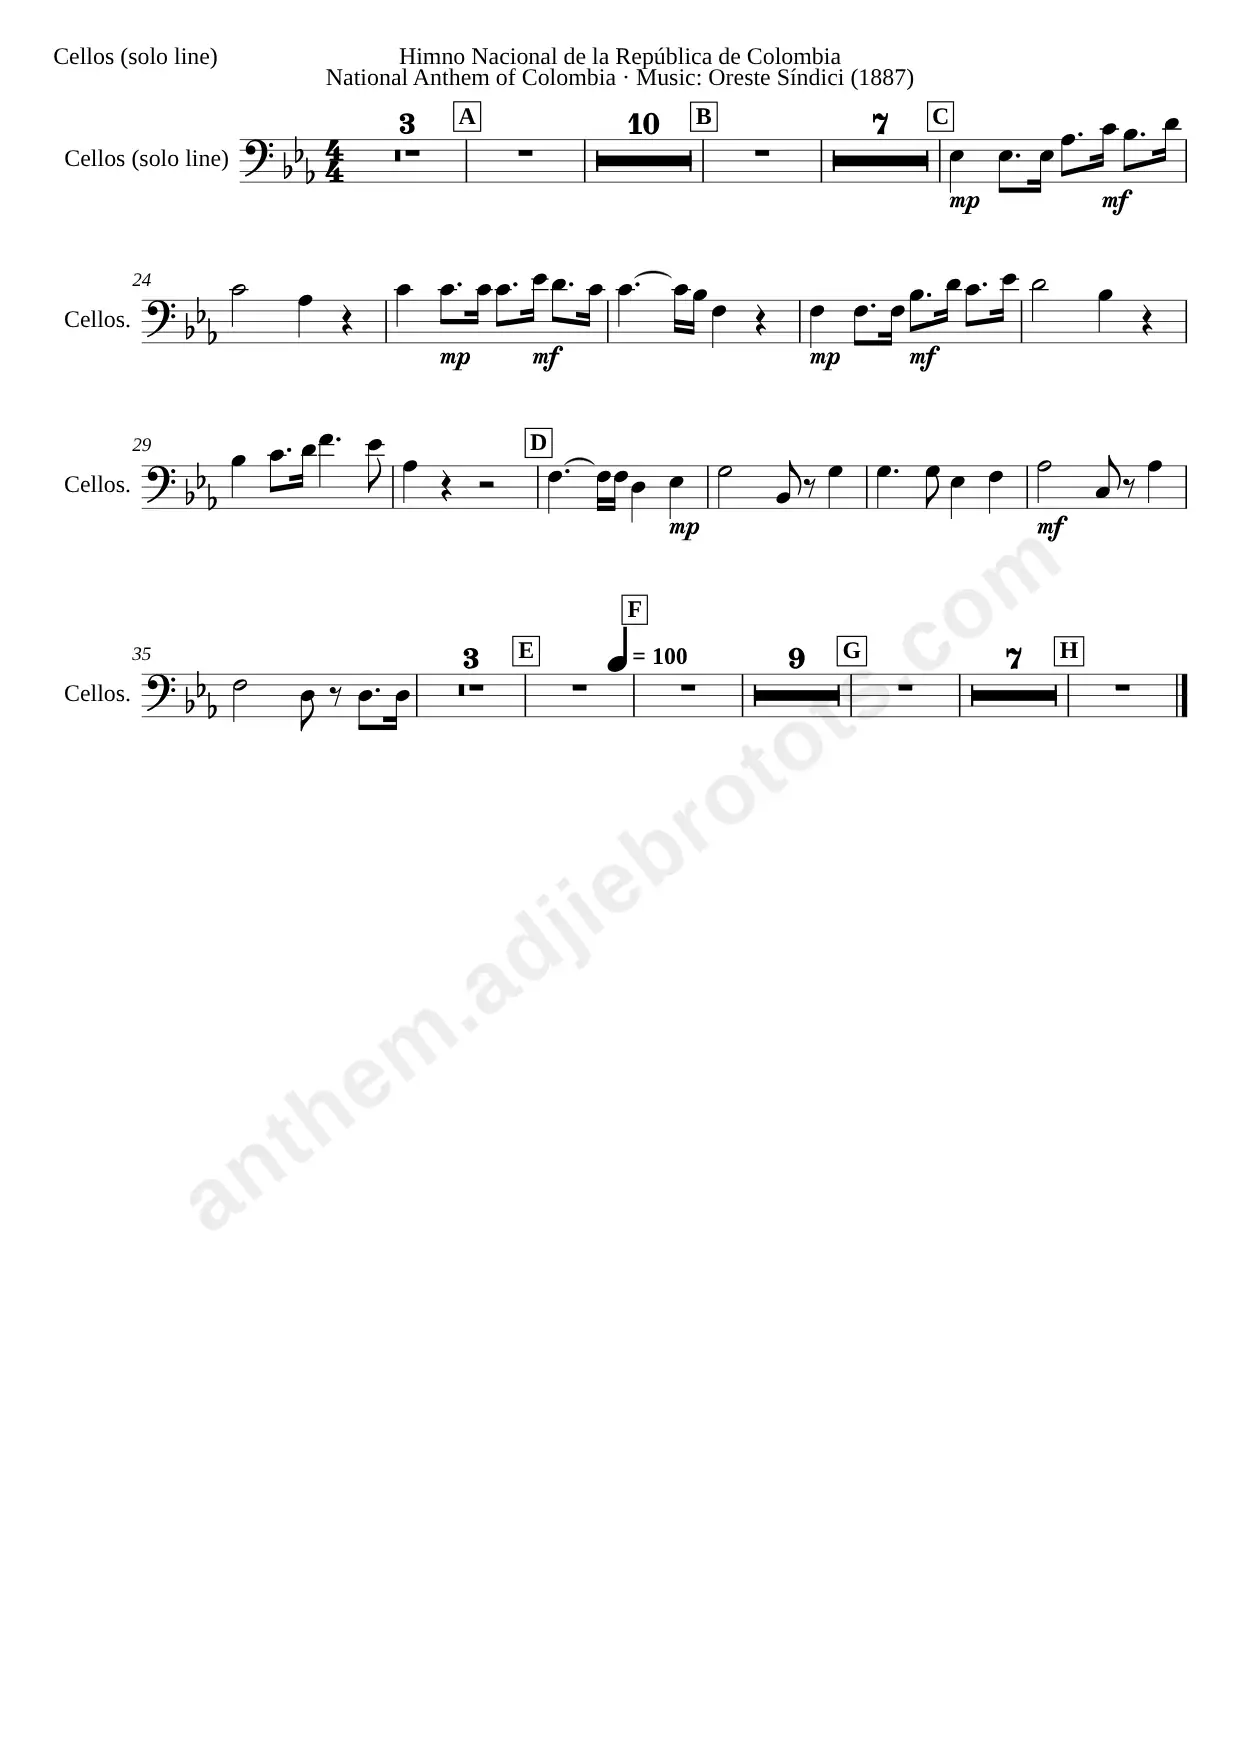 Cellos (solo line)
Himno Nacional de la República de Colombia
National Anthem of Colombia · Music: Oreste Síndici (1887)
3 A 10 B 7 C
Cellos (solo line)
mp mf
24
Cellos.
mp mf mp mf
29 D
Cellos.
mp mf
F
35 3 E = 100 9 G 7 H
Cellos.
anthem.adjiebrotots.com